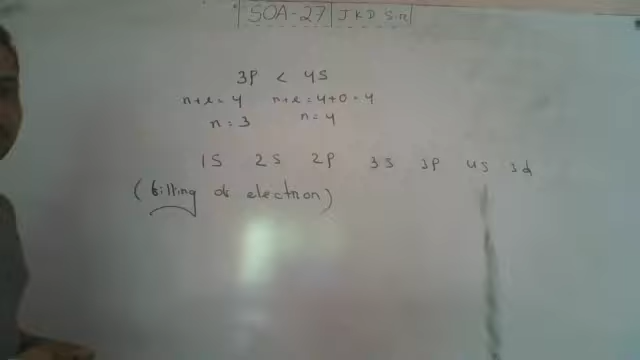 SOA-27 | JKD Sir
3P < 4S
n+l = 4 n+l = 4+0 = 4
n = 3 n = 4
1S 2S 2P 3S 3P 4S 3d
(filling of electron)